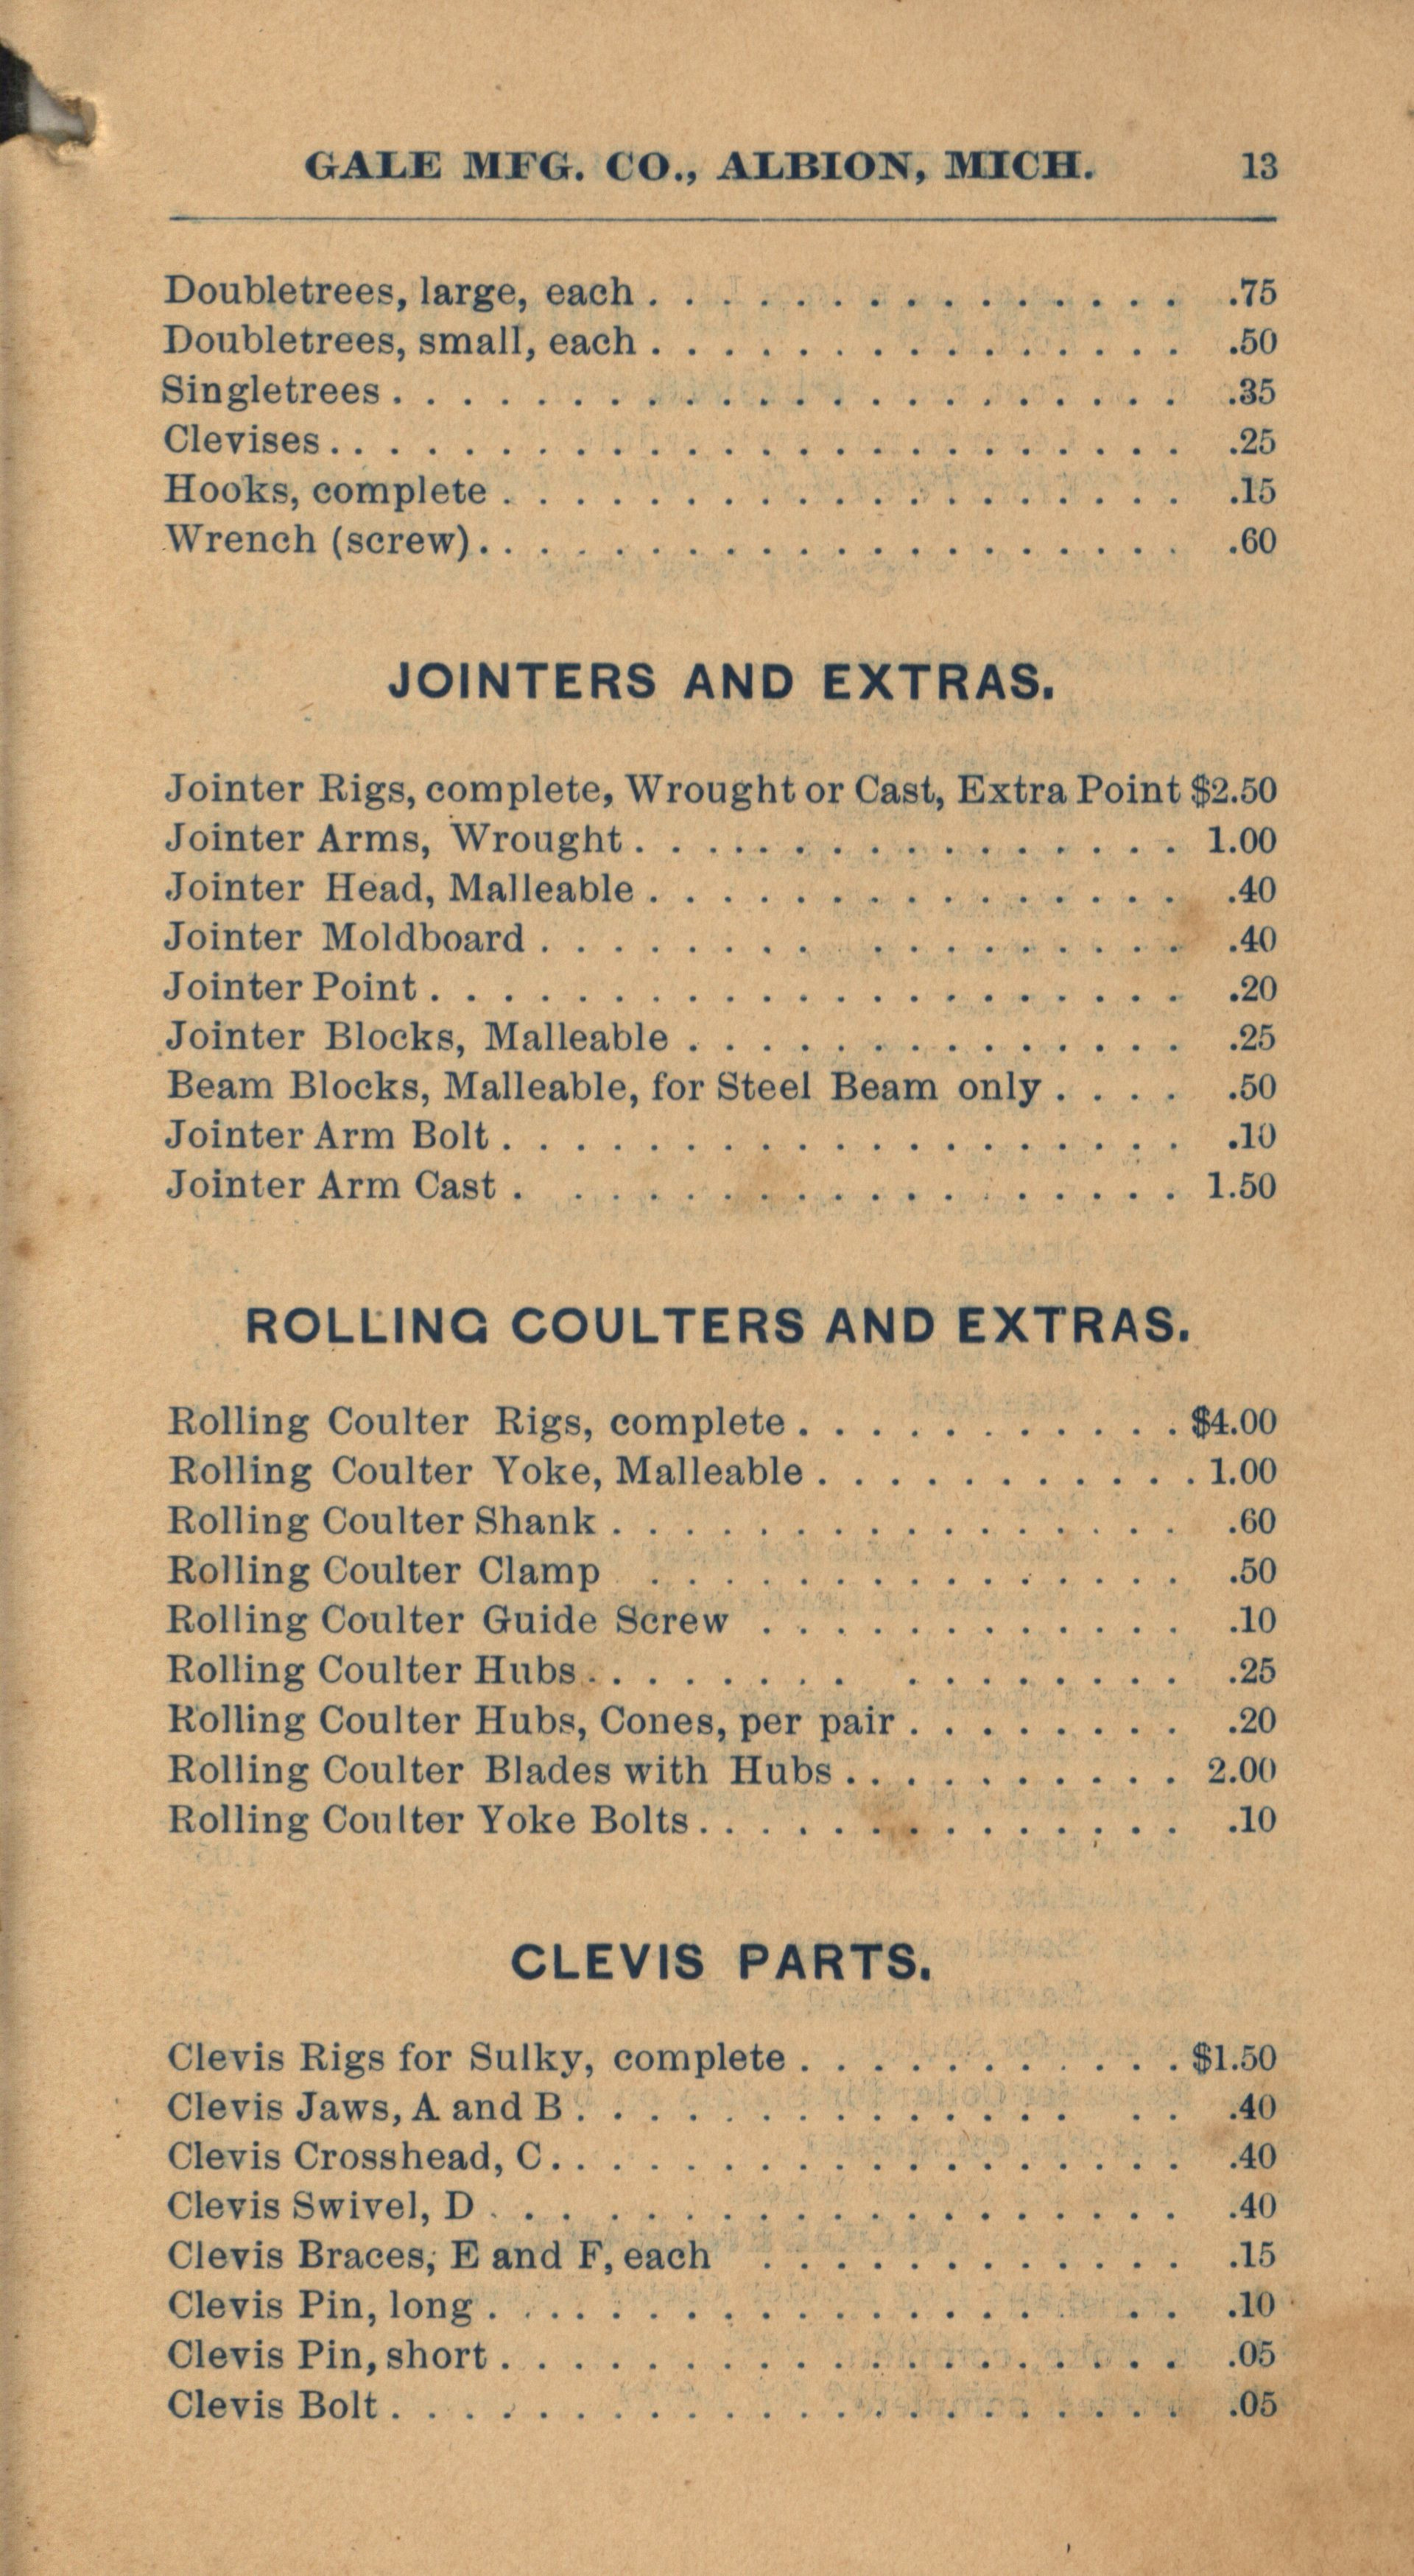 GALE MFG. CO., ALBION, MICH. 13
Doubletrees, large, each . . . . . . . . . . . . . . . .75
Doubletrees, small, each . . . . . . . . . . . . . . . .50
Singletrees . . . . . . . . . . . . . . . . . . . . . . .35
Clevises . . . . . . . . . . . . . . . . . . . . . . . .25
Hooks, complete . . . . . . . . . . . . . . . . . . . .15
Wrench (screw) . . . . . . . . . . . . . . . . . . . . .60
JOINTERS AND EXTRAS.
Jointer Rigs, complete, Wrought or Cast, Extra Point $2.50
Jointer Arms, Wrought . . . . . . . . . . . . . . . . 1.00
Jointer Head, Malleable . . . . . . . . . . . . . . . .40
Jointer Moldboard . . . . . . . . . . . . . . . . . . .40
Jointer Point . . . . . . . . . . . . . . . . . . . . . .20
Jointer Blocks, Malleable . . . . . . . . . . . . . . .25
Beam Blocks, Malleable, for Steel Beam only . . . . .50
Jointer Arm Bolt . . . . . . . . . . . . . . . . . . . .10
Jointer Arm Cast . . . . . . . . . . . . . . . . . . 1.50
ROLLING COULTERS AND EXTRAS.
Rolling Coulter Rigs, complete . . . . . . . . . . . $4.00
Rolling Coulter Yoke, Malleable . . . . . . . . . . . 1.00
Rolling Coulter Shank . . . . . . . . . . . . . . . . .60
Rolling Coulter Clamp . . . . . . . . . . . . . . . .50
Rolling Coulter Guide Screw . . . . . . . . . . . . .10
Rolling Coulter Hubs . . . . . . . . . . . . . . . . .25
Rolling Coulter Hubs, Cones, per pair . . . . . . . . .20
Rolling Coulter Blades with Hubs . . . . . . . . . . 2.00
Rolling Coulter Yoke Bolts . . . . . . . . . . . . . . .10
CLEVIS PARTS.
Clevis Rigs for Sulky, complete . . . . . . . . . . . $1.50
Clevis Jaws, A and B . . . . . . . . . . . . . . . . .40
Clevis Crosshead, C . . . . . . . . . . . . . . . . . .40
Clevis Swivel, D . . . . . . . . . . . . . . . . . . . .40
Clevis Braces, E and F, each . . . . . . . . . . . . .15
Clevis Pin, long . . . . . . . . . . . . . . . . . . .10
Clevis Pin, short . . . . . . . . . . . . . . . . . . . .05
Clevis Bolt . . . . . . . . . . . . . . . . . . . . . . .05